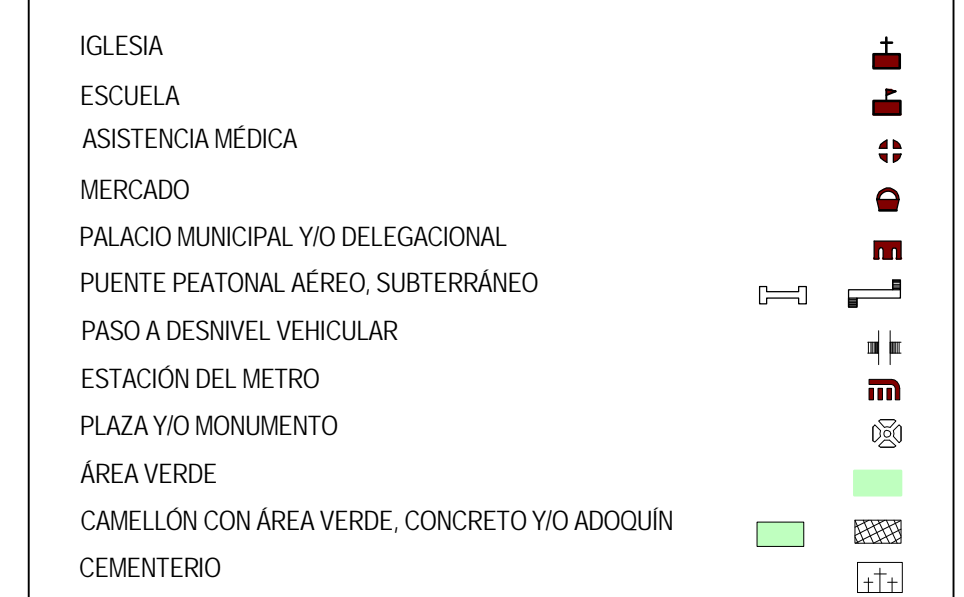 IGLESIA
ESCUELA
ASISTENCIA MÉDICA
MERCADO
PALACIO MUNICIPAL Y/O DELEGACIONAL
PUENTE PEATONAL AÉREO, SUBTERRÁNEO
PASO A DESNIVEL VEHICULAR
ESTACIÓN DEL METRO
PLAZA Y/O MONUMENTO
ÁREA VERDE
CAMELLÓN CON ÁREA VERDE, CONCRETO Y/O ADOQUÍN
CEMENTERIO